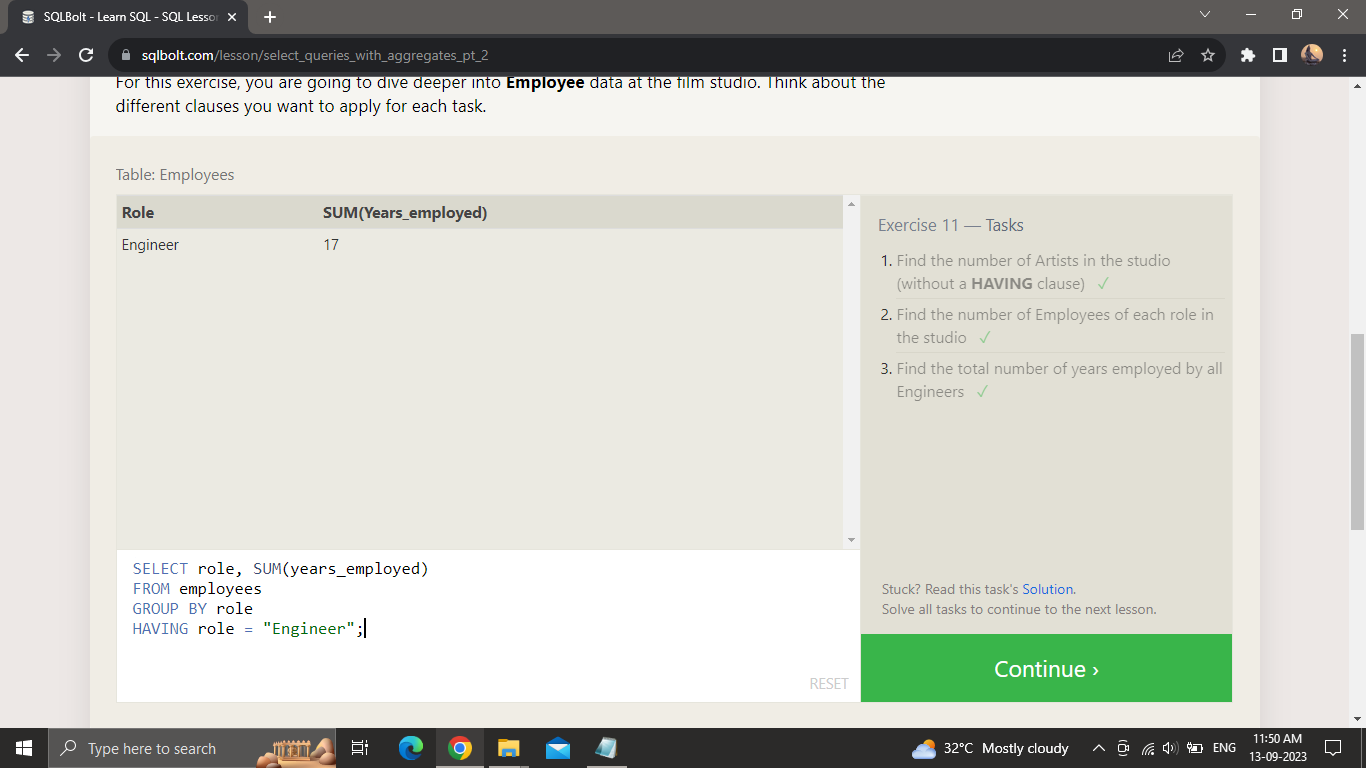 SQLBolt - Learn SQL - SQL Lesson
sqlbolt.com/lesson/select_queries_with_aggregates_pt_2
For this exercise, you are going to dive deeper into Employee data at the film studio. Think about the
different clauses you want to apply for each task.
Table: Employees
Role SUM(Years_employed)
Engineer 17
Exercise 11 — Tasks
1. Find the number of Artists in the studio
(without a HAVING clause) ✓
2. Find the number of Employees of each role in
the studio ✓
3. Find the total number of years employed by all
Engineers ✓
SELECT role, SUM(years_employed)
FROM employees
GROUP BY role
HAVING role = "Engineer";
RESET
Stuck? Read this task's Solution.
Solve all tasks to continue to the next lesson.
Continue ›
Type here to search
32°C Mostly cloudy
ENG
11:50 AM
13-09-2023